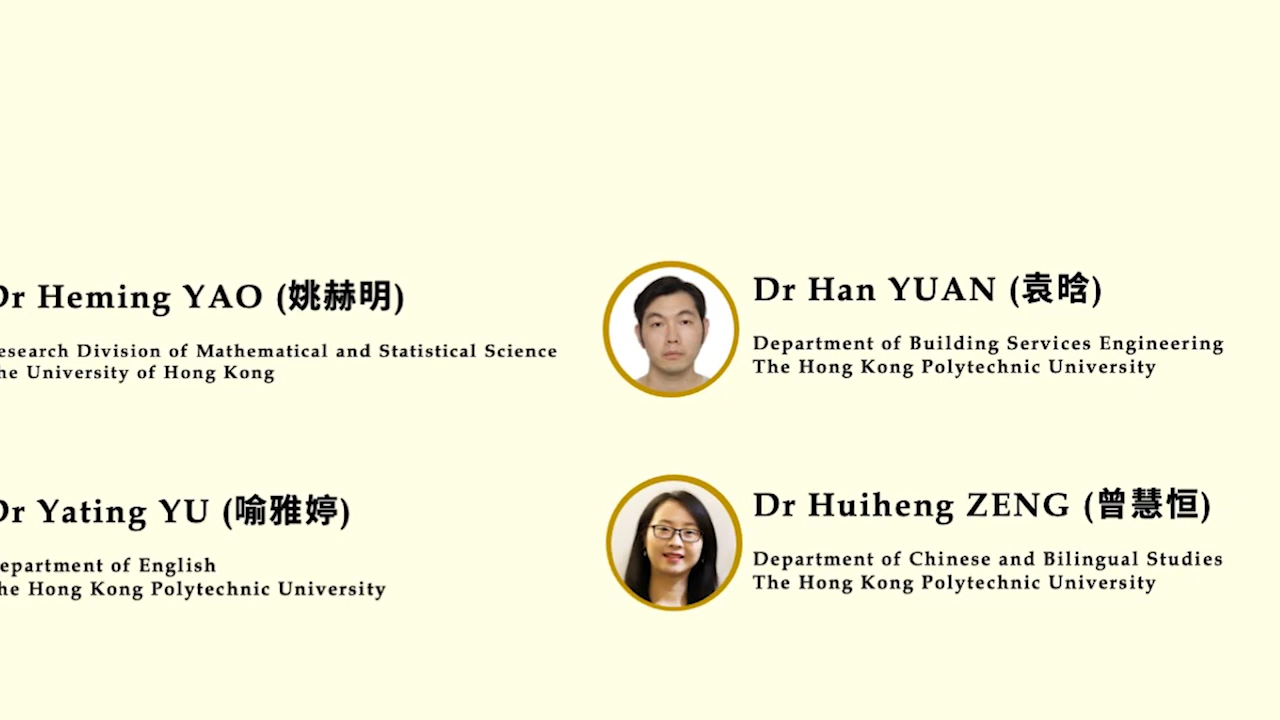 Dr Heming YAO (姚赫明)
esearch Division of Mathematical and Statistical Science
he University of Hong Kong
Dr Han YUAN (袁晗)
Department of Building Services Engineering
The Hong Kong Polytechnic University
Dr Yating YU (喻雅婷)
epartment of English
he Hong Kong Polytechnic University
Dr Huiheng ZENG (曾慧恒)
Department of Chinese and Bilingual Studies
The Hong Kong Polytechnic University